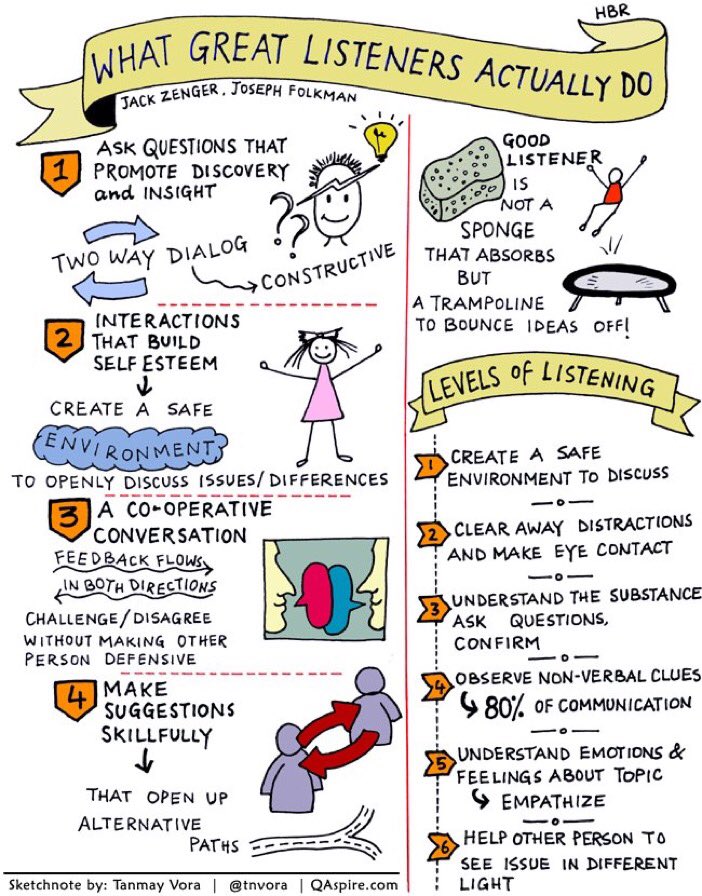 HBR
WHAT GREAT LISTENERS ACTUALLY DO
JACK ZENGER, JOSEPH FOLKMAN
1
ASK QUESTIONS THAT
PROMOTE DISCOVERY
and INSIGHT
??
TWO WAY DIALOG
CONSTRUCTIVE
2
INTERACTIONS
THAT BUILD
SELF ESTEEM
CREATE A SAFE
ENVIRONMENT
TO OPENLY DISCUSS ISSUES/DIFFERENCES
3
A CO-OPERATIVE
CONVERSATION
FEEDBACK FLOWS
IN BOTH DIRECTIONS
CHALLENGE/DISAGREE
WITHOUT MAKING OTHER
PERSON DEFENSIVE
4
MAKE
SUGGESTIONS
SKILLFULLY
THAT OPEN UP
ALTERNATIVE
PATHS
GOOD
LISTENER
IS
NOT A
SPONGE
THAT ABSORBS
BUT
A TRAMPOLINE
TO BOUNCE IDEAS OFF!
LEVELS of LISTENING
1
CREATE A SAFE
ENVIRONMENT TO DISCUSS
2
CLEAR AWAY DISTRACTIONS
AND MAKE EYE CONTACT
3
UNDERSTAND THE SUBSTANCE
ASK QUESTIONS,
CONFIRM
4
OBSERVE NON-VERBAL CLUES
80% OF COMMUNICATION
5
UNDERSTAND EMOTIONS &
FEELINGS ABOUT TOPIC
EMPATHIZE
6
HELP OTHER PERSON TO
SEE ISSUE IN DIFFERENT
LIGHT
Sketchnote by: Tanmay Vora | @tnvora | QAspire.com